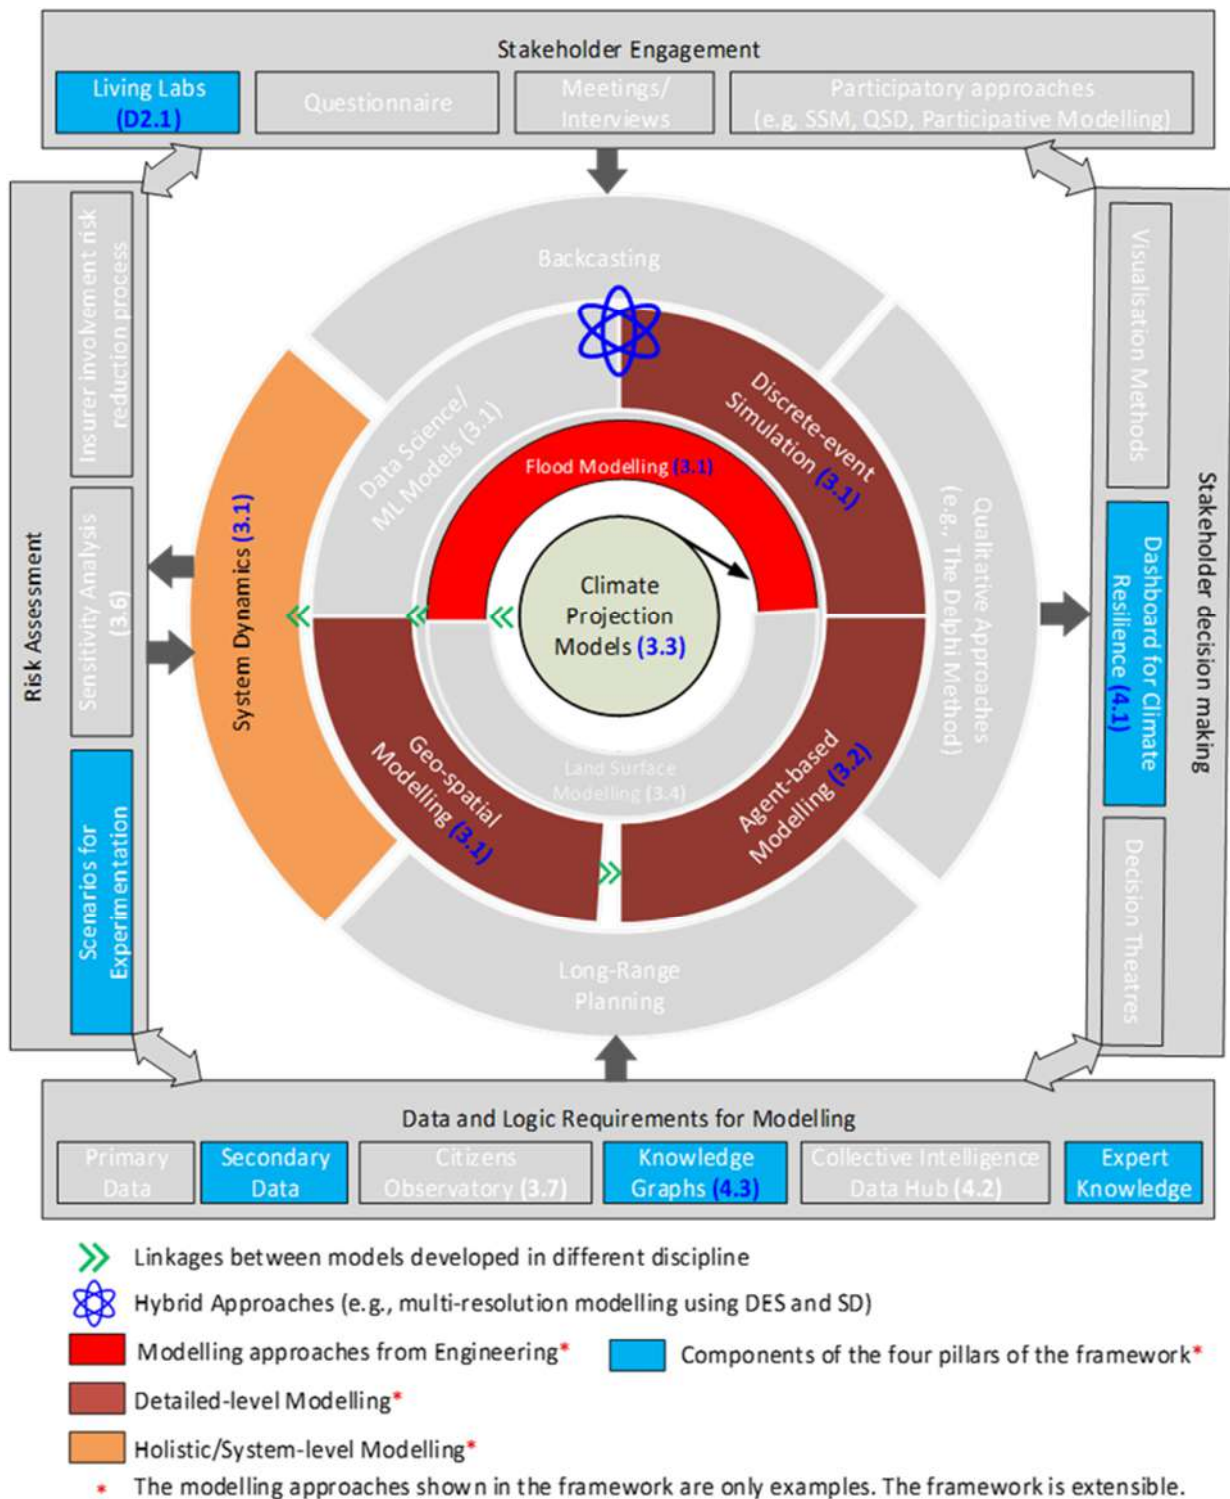 Stakeholder Engagement
Living Labs
(D2.1)
Questionnaire
Meetings/
Interviews
Participatory approaches
(e.g, SSM, QSD, Participative Modelling)
Risk Assessment
Insurer involvement risk
reduction process
Sensitivity Analysis
(3.6)
Scenarios for
Experimentation
Backcasting
Data Science/
ML Models (3.1)
Discrete-event
Simulation (3.1)
Flood Modelling (3.1)
Climate
Projection
Models (3.3)
System Dynamics (3.1)
Qualitative Approaches
(e.g., The Delphi Method)
Geo-spatial
Modelling (3.1)
Land Surface
Modelling (3.4)
Agent-based
Modelling (3.2)
Long-Range
Planning
Visualisation Methods
Dashboard for Climate
Resilience (4.1)
Decision Theatres
Stakeholder decision making
Data and Logic Requirements for Modelling
Primary
Data
Secondary
Data
Citizens
Observatory (3.7)
Knowledge
Graphs (4.3)
Collective Intelligence
Data Hub (4.2)
Expert
Knowledge
Linkages between models developed in different discipline
Hybrid Approaches (e.g., multi-resolution modelling using DES and SD)
Modelling approaches from Engineering*
Components of the four pillars of the framework*
Detailed-level Modelling*
Holistic/System-level Modelling*
* The modelling approaches shown in the framework are only examples. The framework is extensible.